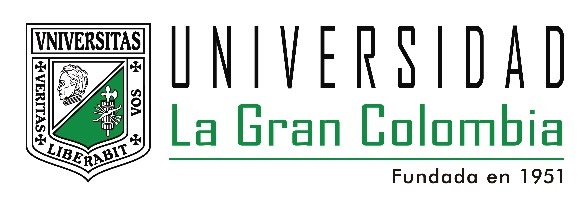 VNIVERSITAS
VERITAS
VOS
LIBERABIT
UNIVERSIDAD
La Gran Colombia
Fundada en 1951